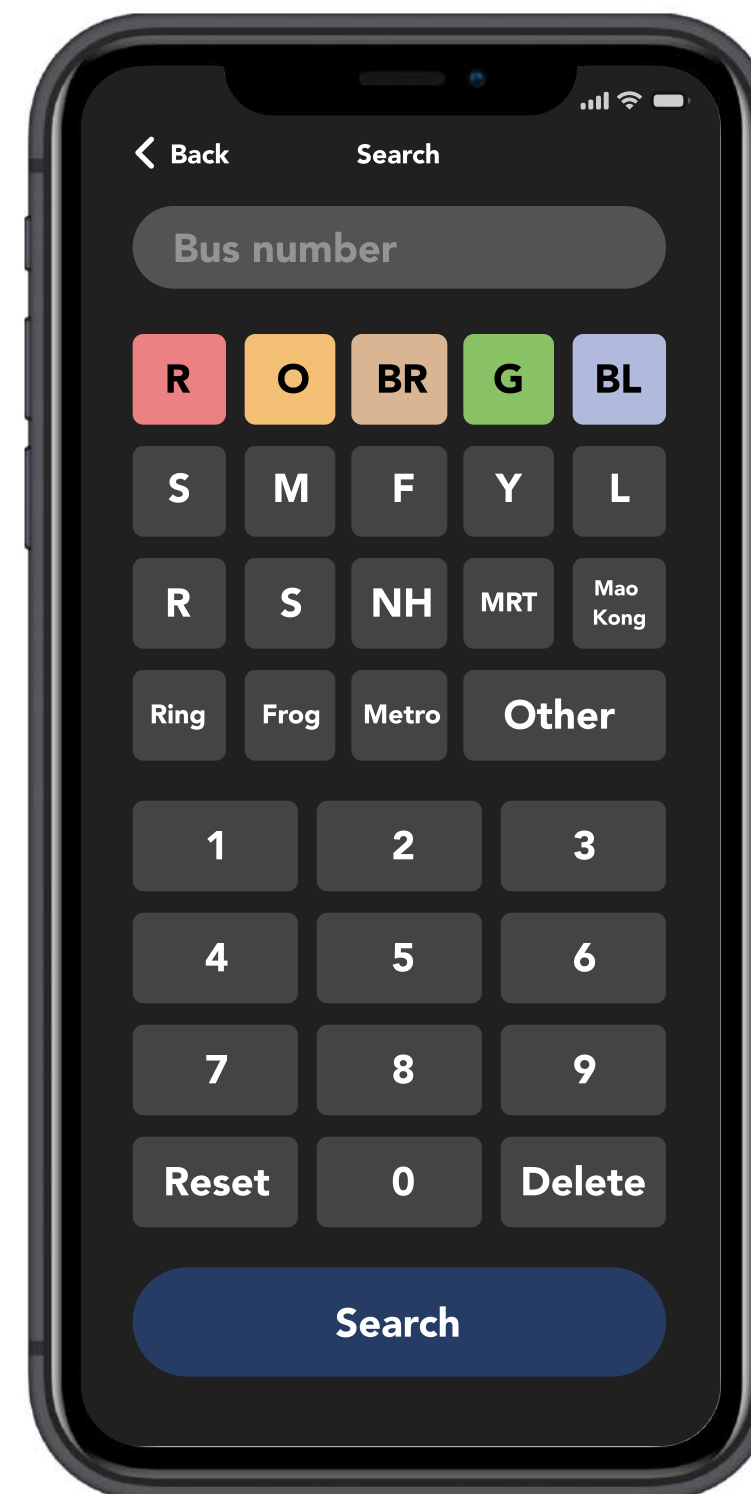 Back Search
Bus number
R O BR G BL
S M F Y L
R S NH MRT Mao
Kong
Ring Frog Metro Other
1 2 3
4 5 6
7 8 9
Reset 0 Delete
Search